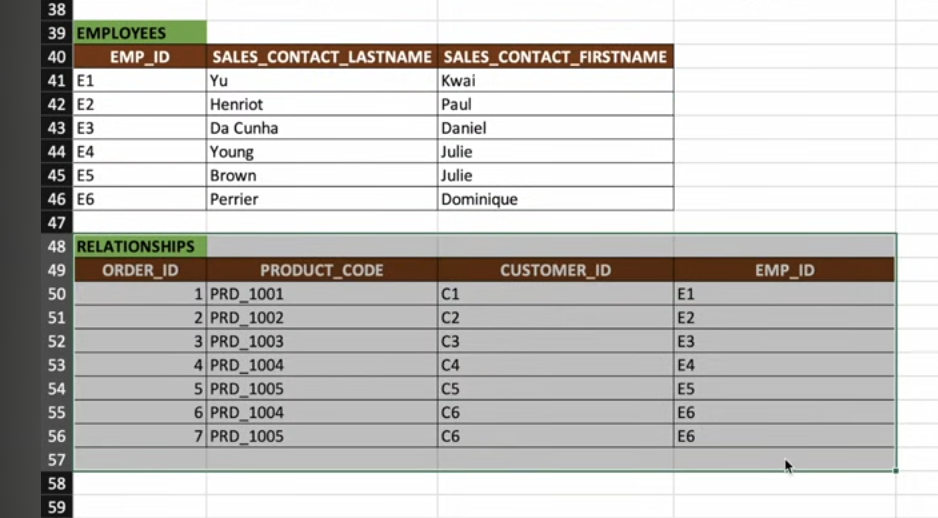 38
39 EMPLOYEES
40 EMP_ID SALES_CONTACT_LASTNAME SALES_CONTACT_FIRSTNAME
41 E1 Yu Kwai
42 E2 Henriot Paul
43 E3 Da Cunha Daniel
44 E4 Young Julie
45 E5 Brown Julie
46 E6 Perrier Dominique
47
48 RELATIONSHIPS
49 ORDER_ID PRODUCT_CODE CUSTOMER_ID EMP_ID
50 1 PRD_1001 C1 E1
51 2 PRD_1002 C2 E2
52 3 PRD_1003 C3 E3
53 4 PRD_1004 C4 E4
54 5 PRD_1005 C5 E5
55 6 PRD_1004 C6 E6
56 7 PRD_1005 C6 E6
57
58
59